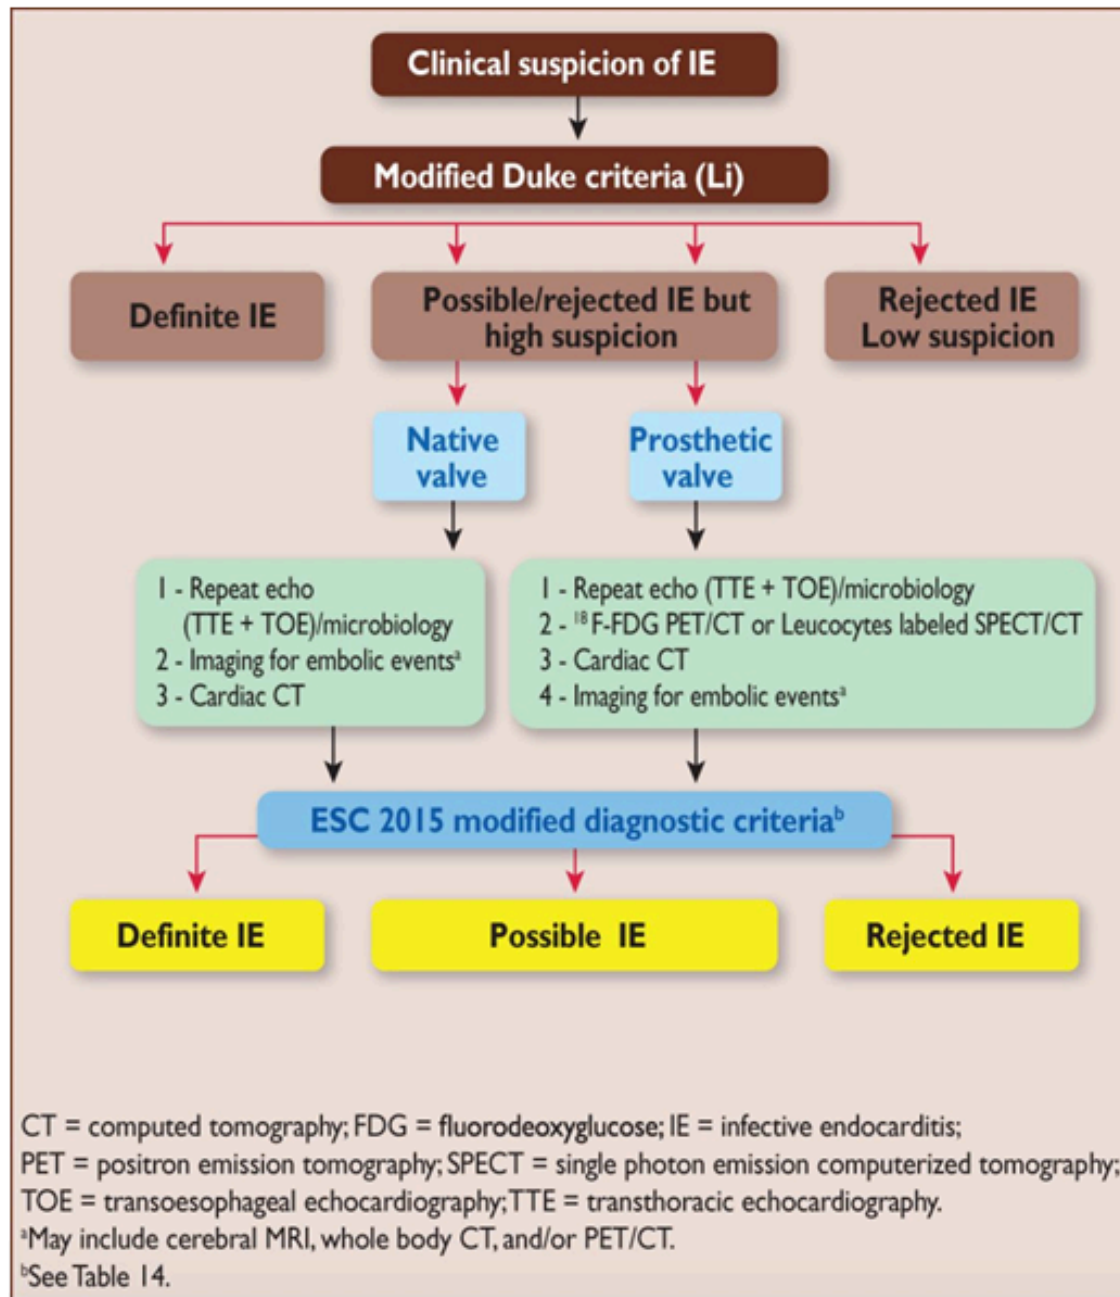 Clinical suspicion of IE
Modified Duke criteria (Li)
Definite IE
Possible/rejected IE but
high suspicion
Rejected IE
Low suspicion
Native
valve
Prosthetic
valve
1 - Repeat echo
(TTE + TOE)/microbiology
2 - Imaging for embolic eventsᵃ
3 - Cardiac CT
1 - Repeat echo (TTE + TOE)/microbiology
2 - ¹⁸F-FDG PET/CT or Leucocytes labeled SPECT/CT
3 - Cardiac CT
4 - Imaging for embolic eventsᵃ
ESC 2015 modified diagnostic criteriaᵇ
Definite IE
Possible IE
Rejected IE
CT = computed tomography; FDG = fluorodeoxyglucose; IE = infective endocarditis;
PET = positron emission tomography; SPECT = single photon emission computerized tomography;
TOE = transoesophageal echocardiography; TTE = transthoracic echocardiography.
ᵃMay include cerebral MRI, whole body CT, and/or PET/CT.
ᵇSee Table 14.